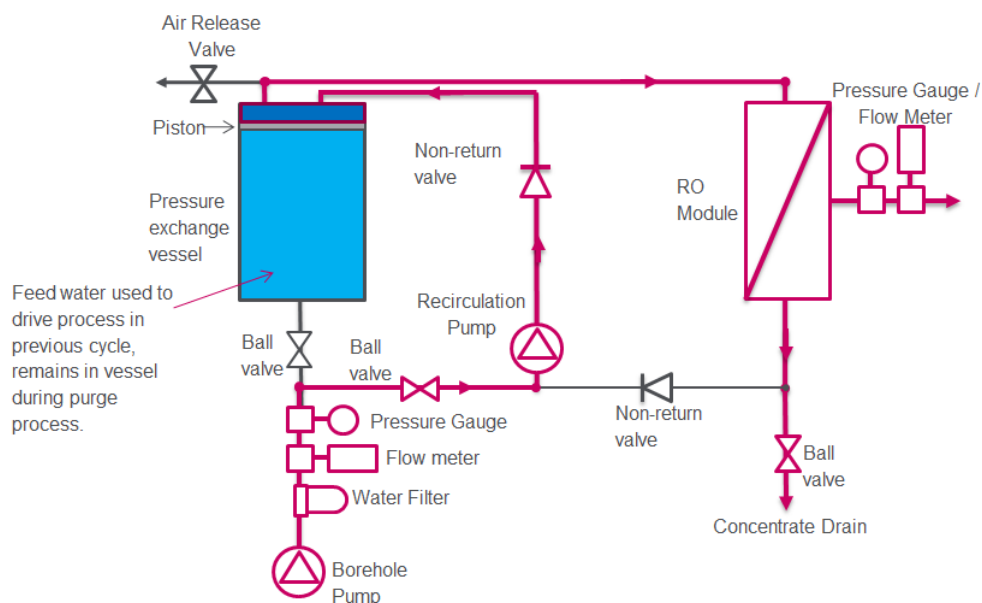 Air Release
Valve
Pressure Gauge /
Flow Meter
Piston
Non-return
valve
RO
Module
Pressure
exchange
vessel
Feed water used to
drive process in
previous cycle,
remains in vessel
during purge
process.
Recirculation
Pump
Ball
valve
Ball
valve
Non-return
valve
Pressure Gauge
Flow meter
Ball
valve
Water Filter
Concentrate Drain
Borehole
Pump